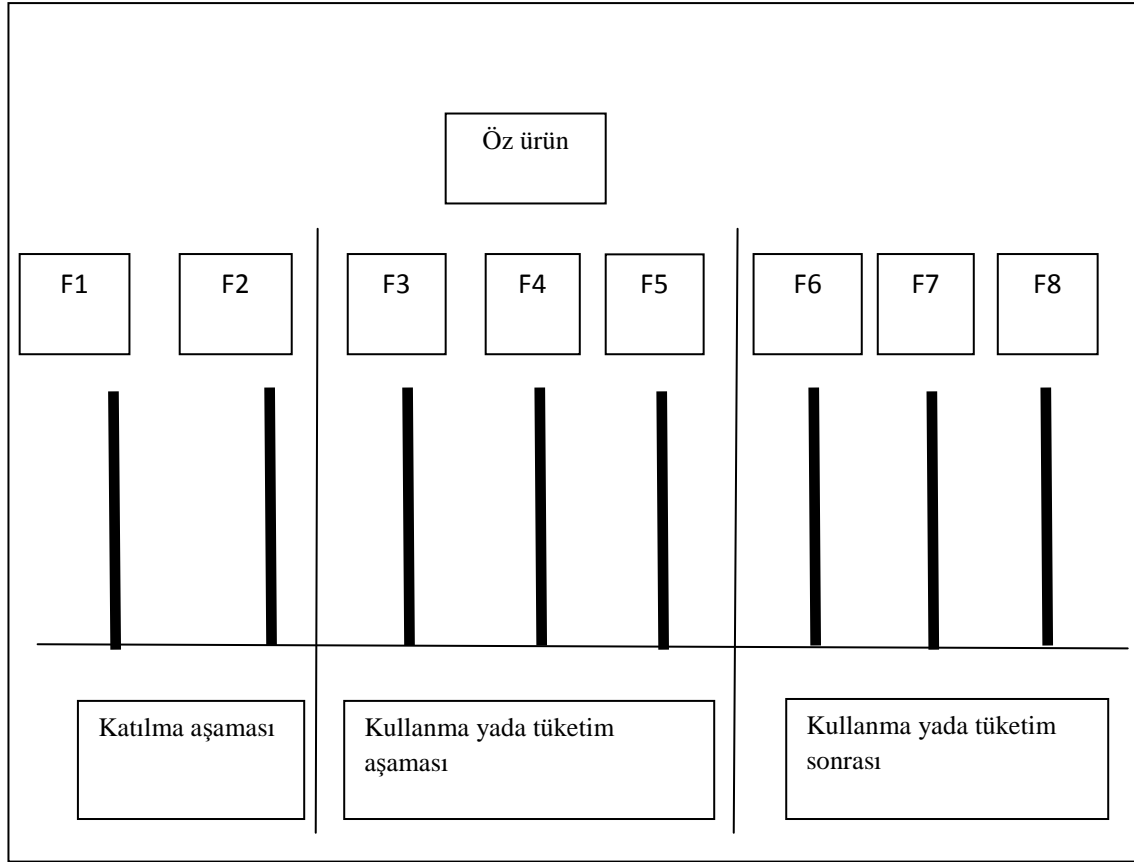 Öz ürün
F1
F2
F3
F4
F5
F6
F7
F8
Katılma aşaması
Kullanma yada tüketim
aşaması
Kullanma yada tüketim
sonrası